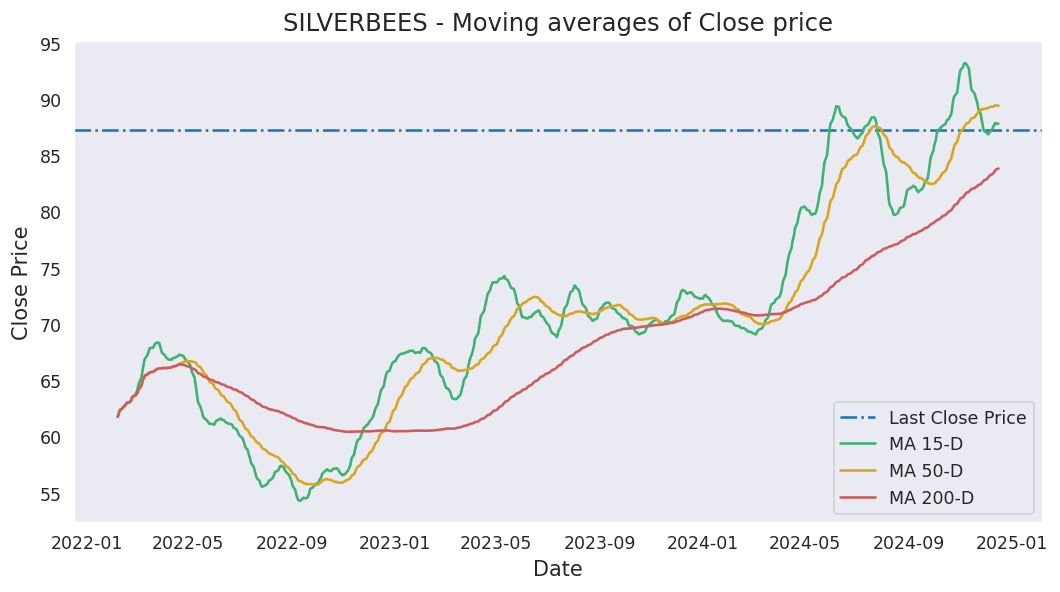 SILVERBEES - Moving averages of Close price
95
90
85
80
75
70
65
60
55
Close Price
Last Close Price
MA 15-D
MA 50-D
MA 200-D
2022-01 2022-05 2022-09 2023-01 2023-05 2023-09 2024-01 2024-05 2024-09 2025-01
Date